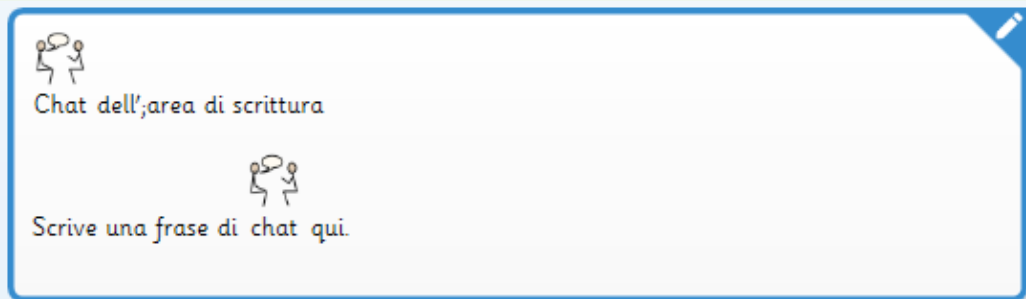 Chat dell';area di scrittura
Scrive una frase di chat qui.